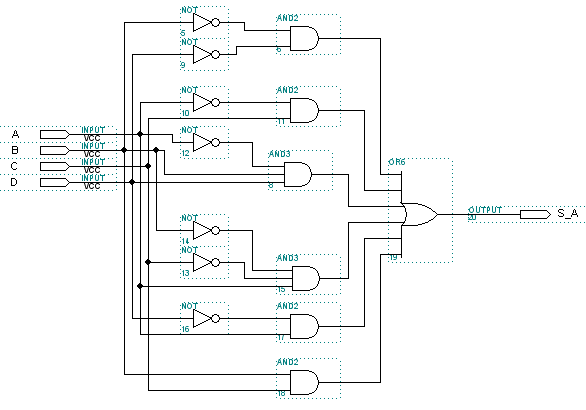 NOT
5
AND2
6
NOT
9
NOT
10
AND2
11
A
INPUT
VCC
NOT
12
B
INPUT
VCC
AND3
8
C
INPUT
VCC
D
INPUT
VCC
OR6
19
OUTPUT
20
S_A
NOT
14
NOT
13
AND3
15
NOT
16
AND2
17
AND2
18